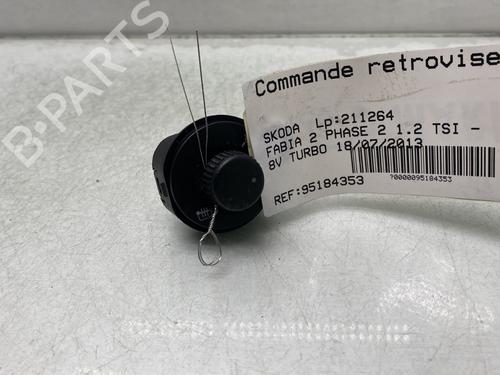 B-PARTS
Commande retrovise
SKODA Lp:211264
FABIA 2 PHASE 2 1.2 TSI -
8V TURBO 18/07/2013
REF:95184353
?0000095184353